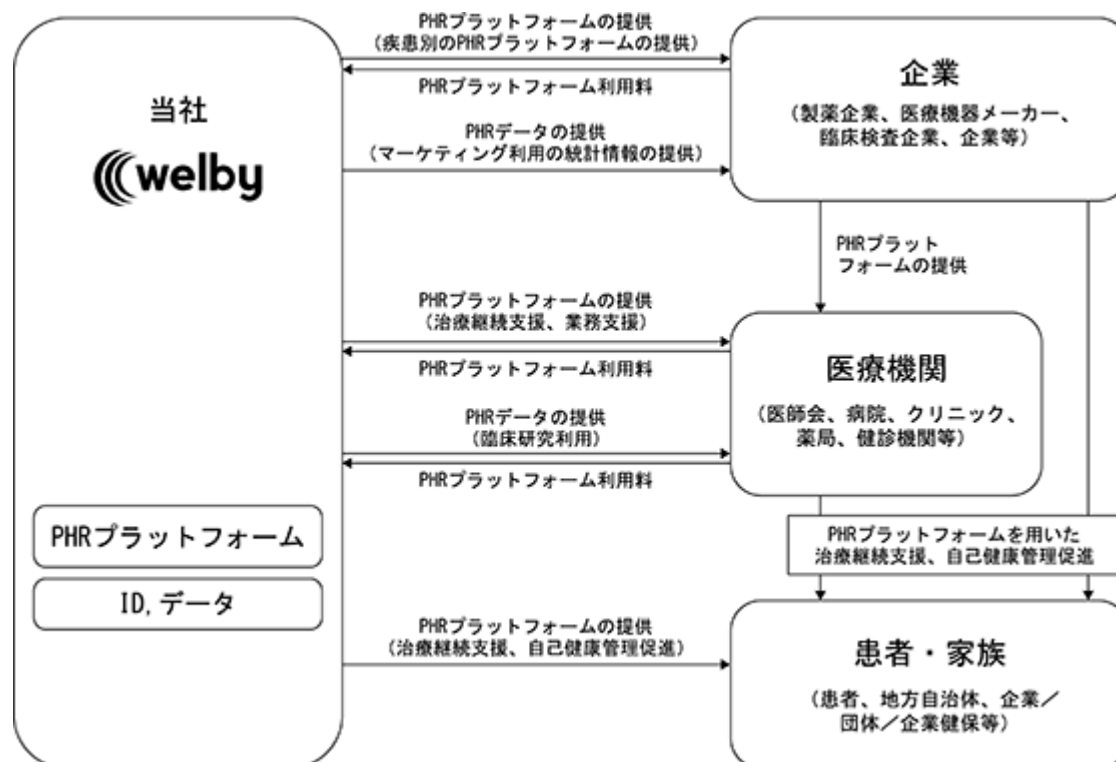 当社
welby
PHRプラットフォーム
ID,データ
PHRプラットフォームの提供
(疾患別のPHRプラットフォームの提供)
PHRプラットフォーム利用料
PHRデータの提供
(マーケティング利用の統計情報の提供)
PHRプラットフォームの提供
(治療継続支援、業務支援)
PHRプラットフォーム利用料
PHRデータの提供
(臨床研究利用)
PHRプラットフォーム利用料
PHRプラットフォームの提供
(治療継続支援、自己健康管理促進)
企業
(製薬企業、医療機器メーカー、
臨床検査企業、企業等)
PHRプラット
フォームの提供
医療機関
(医師会、病院、クリニック、
薬局、健診機関等)
PHRプラットフォームを用いた
治療継続支援、自己健康管理促進
患者・家族
(患者、地方自治体、企業/
団体/企業健保等)